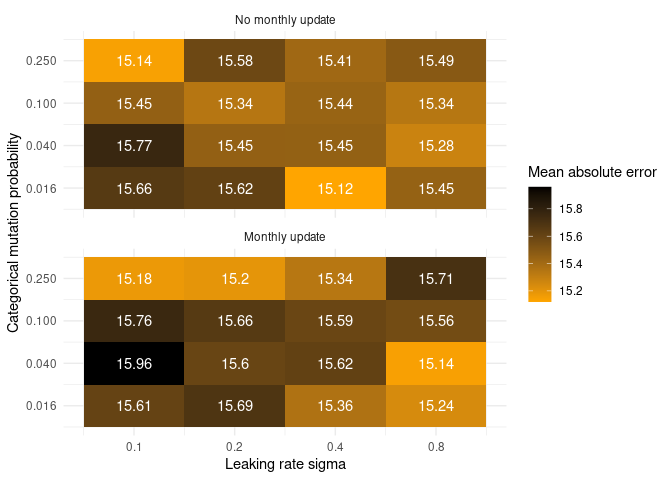 No monthly update
0.250 15.14 15.58 15.41 15.49
0.100 15.45 15.34 15.44 15.34
0.040 15.77 15.45 15.45 15.28
0.016 15.66 15.62 15.12 15.45
Monthly update
0.250 15.18 15.2 15.34 15.71
0.100 15.76 15.66 15.59 15.56
0.040 15.96 15.6 15.62 15.14
0.016 15.61 15.69 15.36 15.24
0.1 0.2 0.4 0.8
Leaking rate sigma
Categorical mutation probability
Mean absolute error
15.8
15.6
15.4
15.2